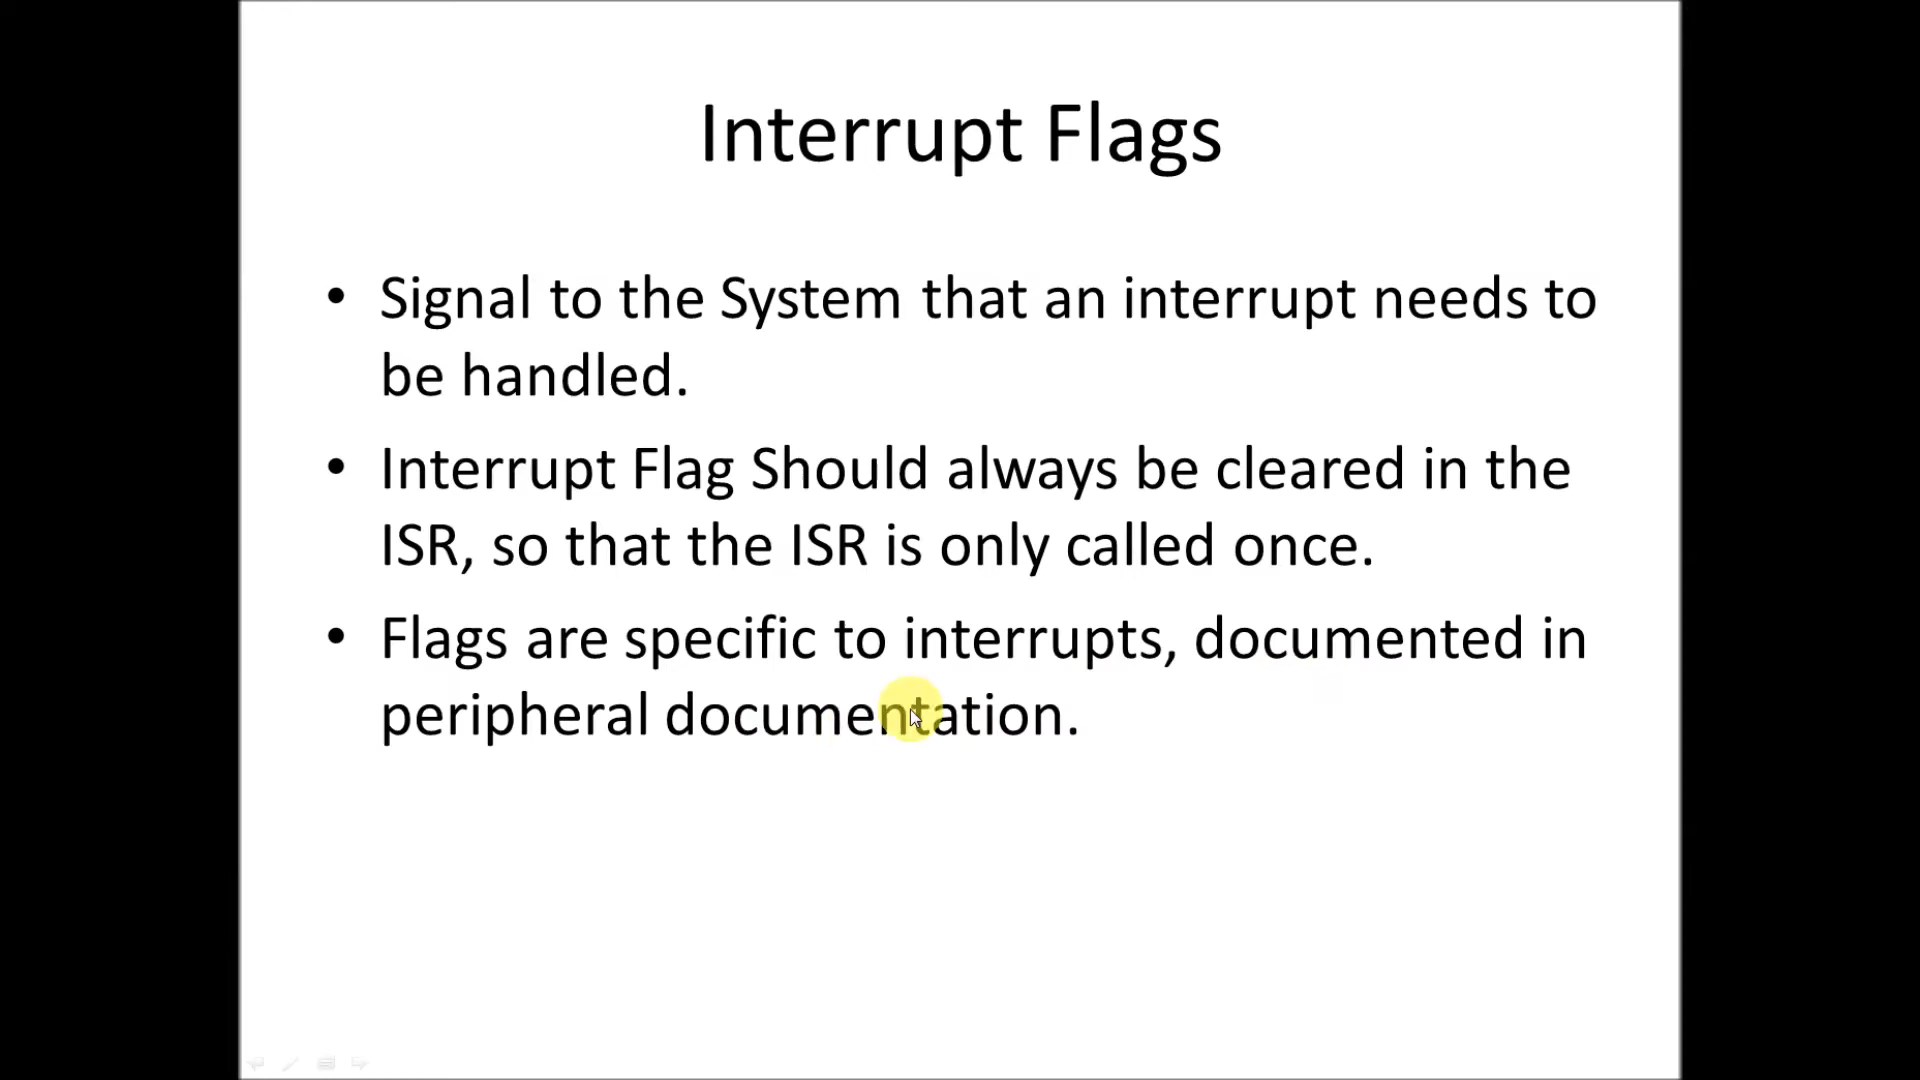 Interrupt Flags
• Signal to the System that an interrupt needs to
be handled.
• Interrupt Flag Should always be cleared in the
ISR, so that the ISR is only called once.
• Flags are specific to interrupts, documented in
peripheral documentation.